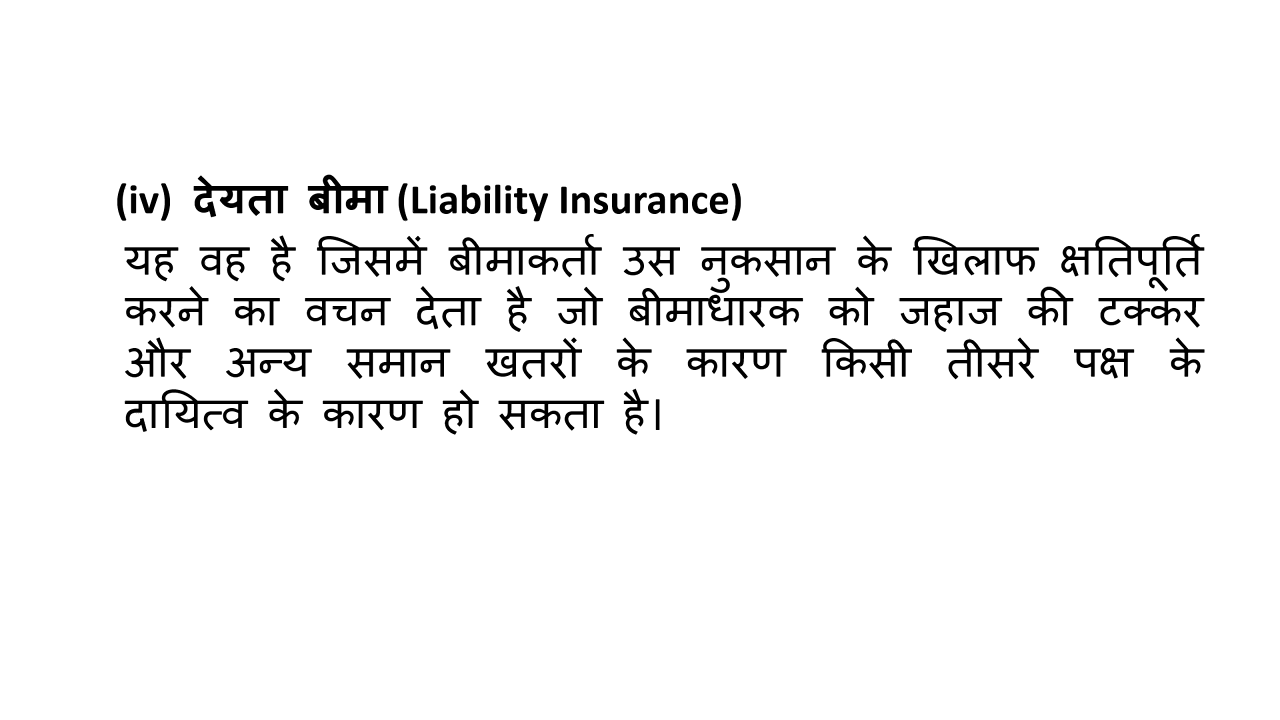 (iv) देयता बीमा (Liability Insurance)
यह वह है जिसमें बीमाकर्ता उस नुकसान के खिलाफ क्षतिपूर्ति
करने का वचन देता है जो बीमाधारक को जहाज की टक्कर
और अन्य समान खतरों के कारण किसी तीसरे पक्ष के
दायित्व के कारण हो सकता है।